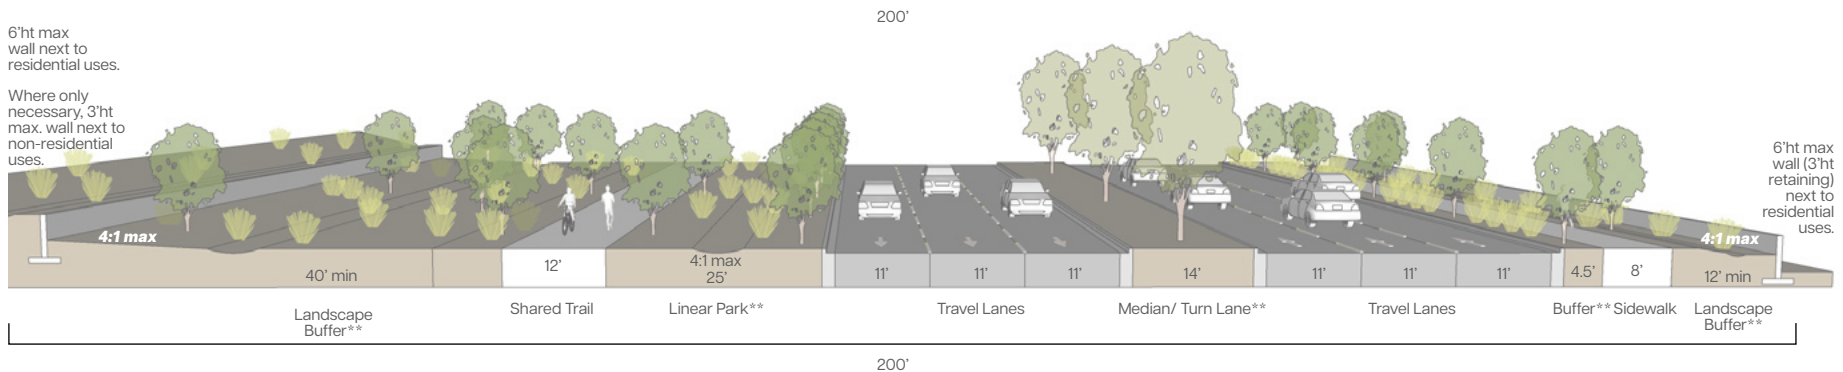 200’
6’ht max
wall next to
residential uses.
Where only
necessary, 3’ht
max. wall next to
non-residential
uses.
6’ht max
wall (3’ht
retaining)
next to
residential
uses.
4:1 max
4:1 max
40’ min
12’
4:1 max
25’
11’
11’
11’
14’
11’
11’
11’
4.5’
8’
12’ min
Landscape
Buffer**
Shared Trail
Linear Park**
Travel Lanes
Median/ Turn Lane**
Travel Lanes
Buffer**
Sidewalk
Landscape
Buffer**
200’